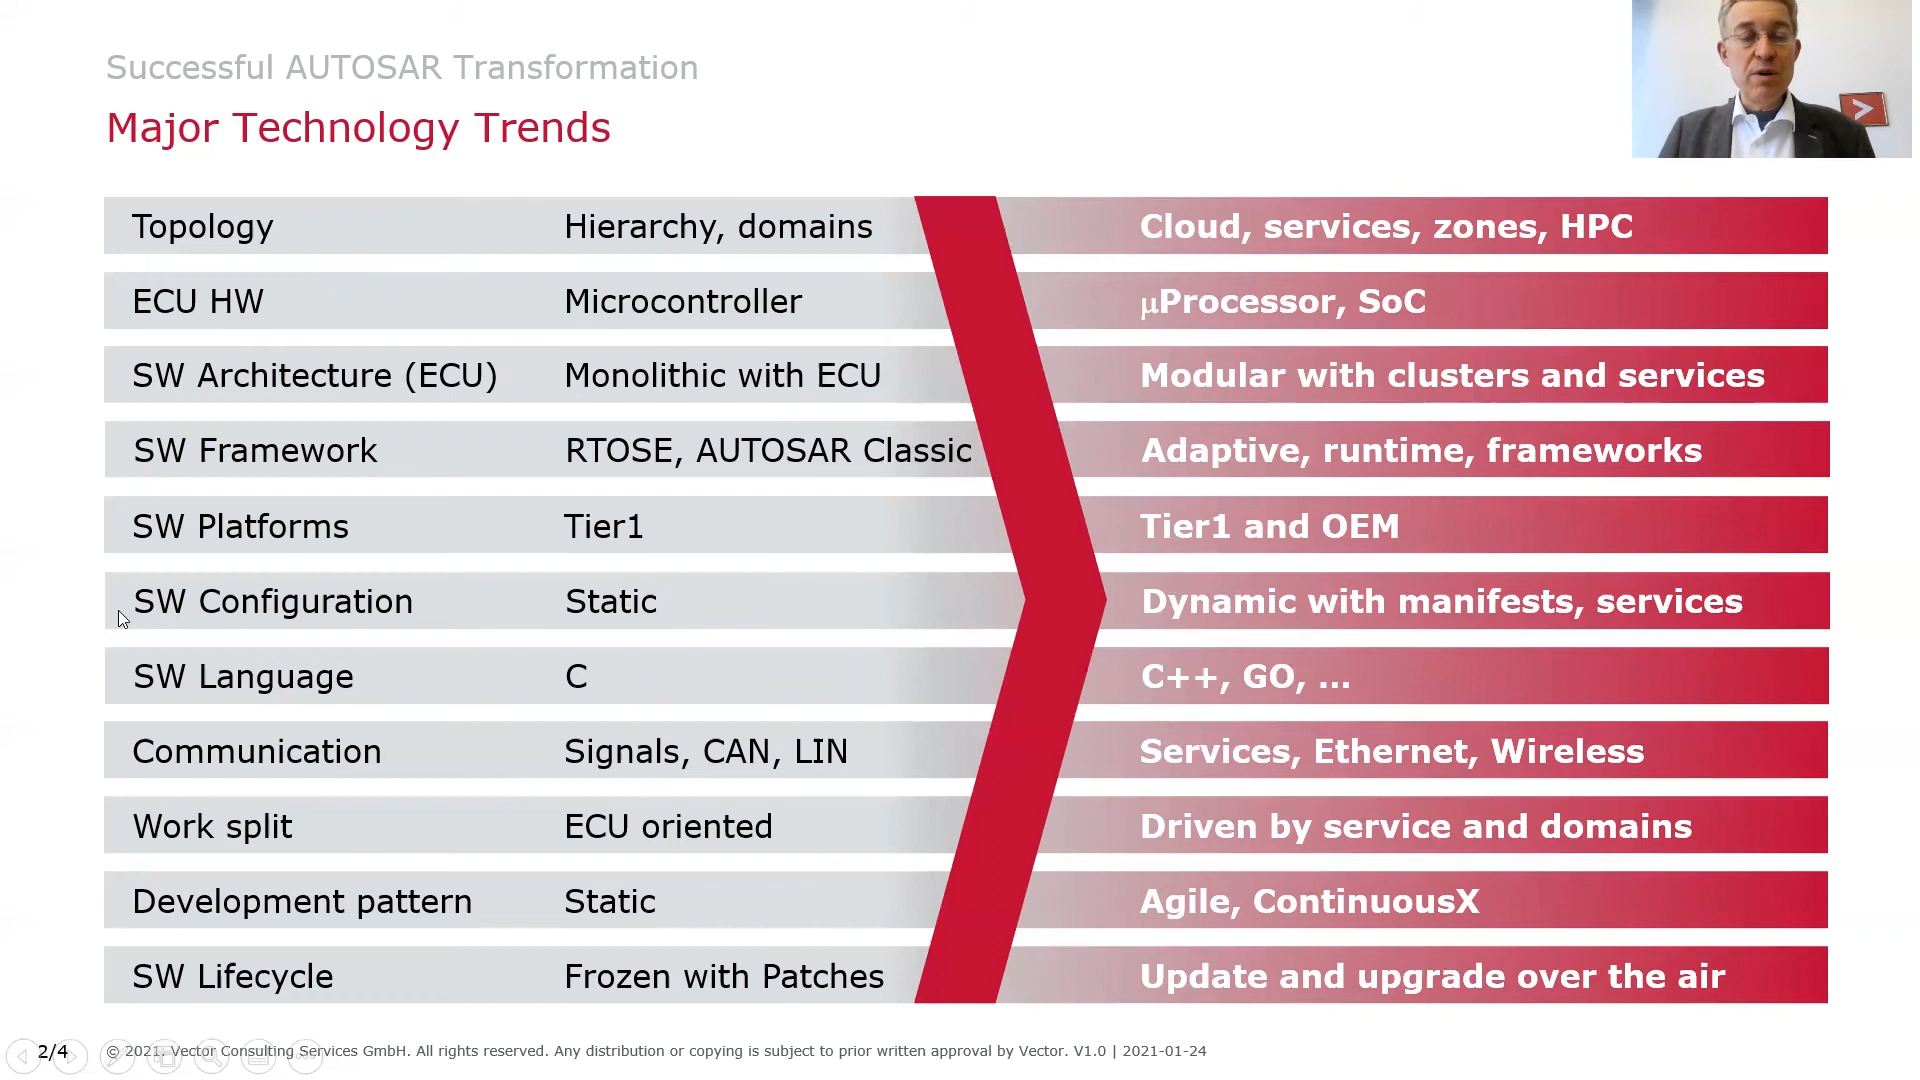 Successful AUTOSAR Transformation
Major Technology Trends
Topology Hierarchy, domains Cloud, services, zones, HPC
ECU HW Microcontroller µProcessor, SoC
SW Architecture (ECU) Monolithic with ECU Modular with clusters and services
SW Framework RTOSE, AUTOSAR Classic Adaptive, runtime, frameworks
SW Platforms Tier1 Tier1 and OEM
SW Configuration Static Dynamic with manifests, services
SW Language C C++, GO, ...
Communication Signals, CAN, LIN Services, Ethernet, Wireless
Work split ECU oriented Driven by service and domains
Development pattern Static Agile, ContinuousX
SW Lifecycle Frozen with Patches Update and upgrade over the air
2/4 © 2021. Vector Consulting Services GmbH. All rights reserved. Any distribution or copying is subject to prior written approval by Vector. V1.0 | 2021-01-24